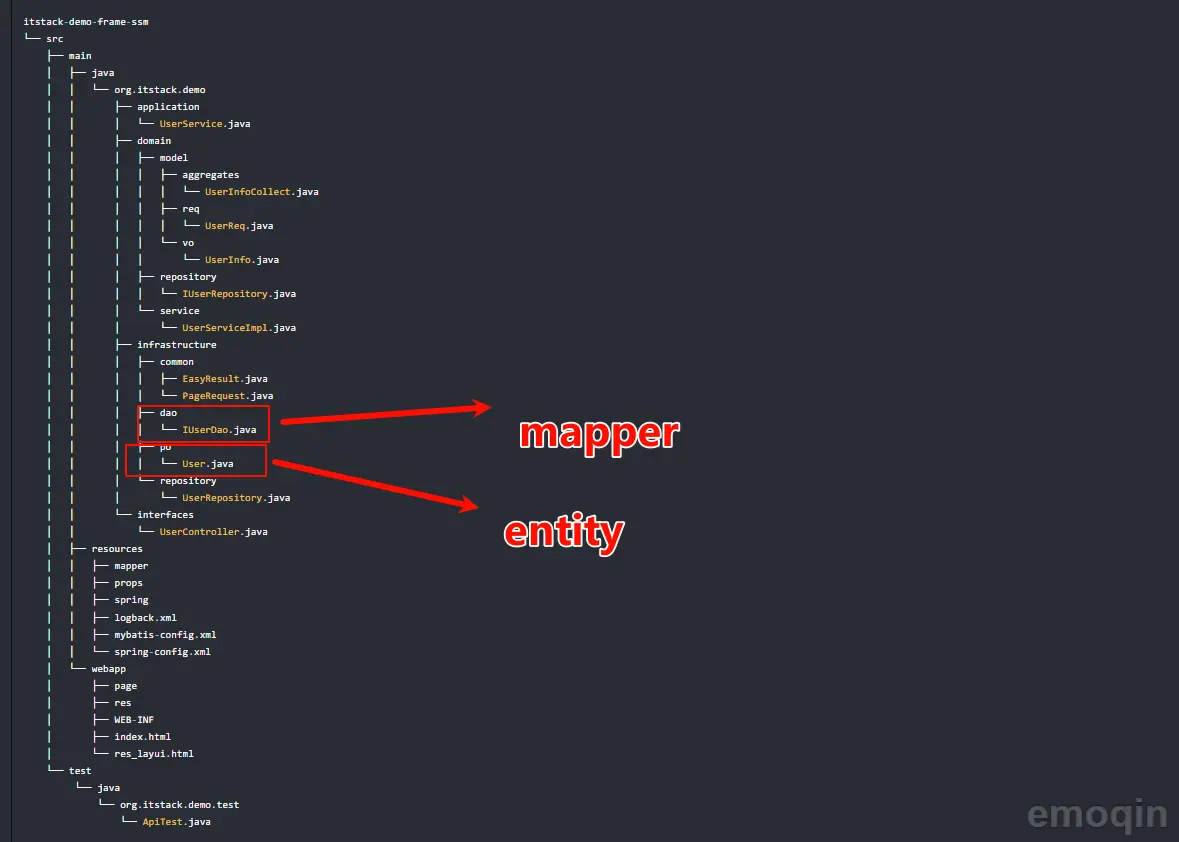 itstack-demo-frame-ssm
└── src
    ├── main
    │   ├── java
    │   │   └── org.itstack.demo
    │   │       ├── application
    │   │       │   └── UserService.java
    │   │       ├── domain
    │   │       │   ├── model
    │   │       │   │   ├── aggregates
    │   │       │   │   │   └── UserInfoCollect.java
    │   │       │   │   ├── req
    │   │       │   │   │   └── UserReq.java
    │   │       │   │   └── vo
    │   │       │   │       └── UserInfo.java
    │   │       │   ├── repository
    │   │       │   │   └── IUserRepository.java
    │   │       │   └── service
    │   │       │       └── UserServiceImpl.java
    │   │       ├── infrastructure
    │   │       │   ├── common
    │   │       │   │   ├── EasyResult.java
    │   │       │   │   └── PageRequest.java
    │   │       │   ├── dao
    │   │       │   │   └── IUserDao.java
    │   │       │   ├── po
    │   │       │   │   └── User.java
    │   │       │   └── repository
    │   │       │       └── UserRepository.java
    │   │       └── interfaces
    │   │           └── UserController.java
    │   ├── resources
    │   │   ├── mapper
    │   │   ├── props
    │   │   ├── spring
    │   │   ├── logback.xml
    │   │   ├── mybatis-config.xml
    │   │   └── spring-config.xml
    │   └── webapp
    │       ├── page
    │       ├── res
    │       ├── WEB-INF
    │       ├── index.html
    │       └── res_layui.html
    └── test
        └── java
            └── org.itstack.demo.test
                └── ApiTest.java
mapper
entity
emoqin